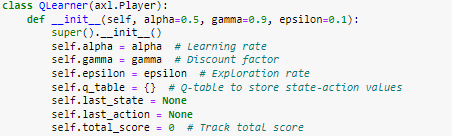 class QLearner(axl.Player):
    def __init__(self, alpha=0.5, gamma=0.9, epsilon=0.1):
        super().__init__()
        self.alpha = alpha  # Learning rate
        self.gamma = gamma  # Discount factor
        self.epsilon = epsilon  # Exploration rate
        self.q_table = {}  # Q-table to store state-action values
        self.last_state = None
        self.last_action = None
        self.total_score = 0  # Track total score